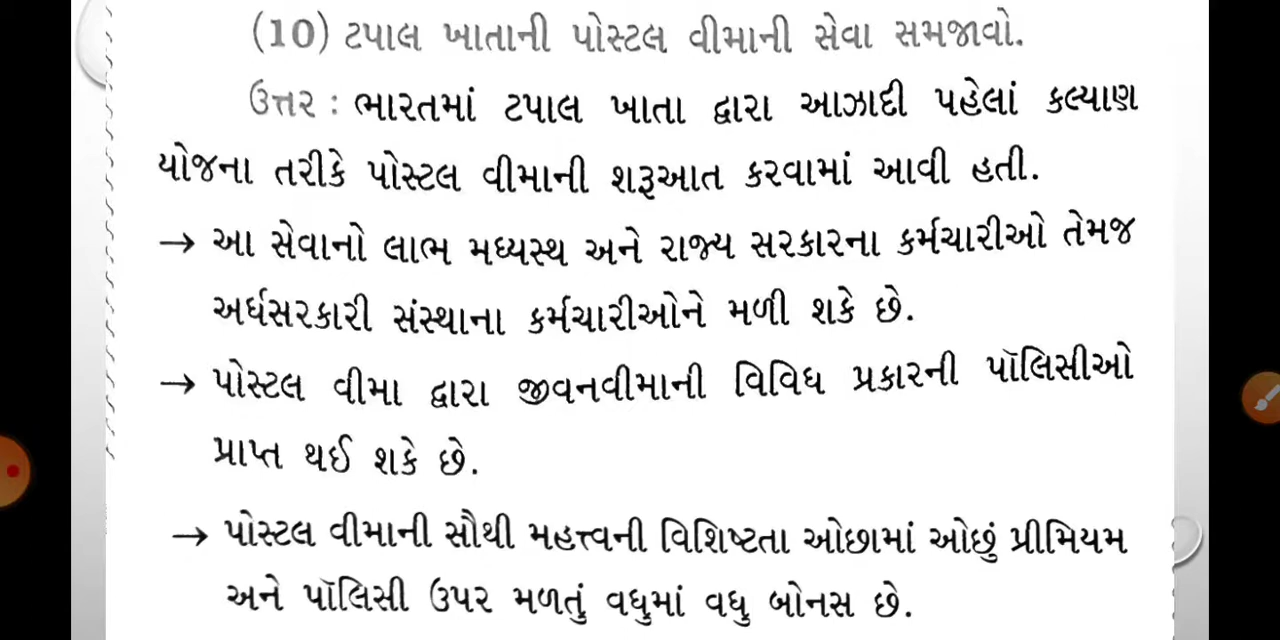 (10) ટપાલ ખાતાની પોસ્ટલ વીમાની સેવા સમજાવો.
ઉત્તર : ભારતમાં ટપાલ ખાતા દ્વારા આઝાદી પહેલાં કલ્યાણ
યોજના તરીકે પોસ્ટલ વીમાની શરૂઆત કરવામાં આવી હતી.
→ આ સેવાનો લાભ મધ્યસ્થ અને રાજ્ય સરકારના કર્મચારીઓ તેમજ
અર્ધસરકારી સંસ્થાના કર્મચારીઓને મળી શકે છે.
→ પોસ્ટલ વીમા દ્વારા જીવનવીમાની વિવિધ પ્રકારની પૉલિસીઓ
પ્રાપ્ત થઈ શકે છે.
→ પોસ્ટલ વીમાની સૌથી મહત્ત્વની વિશિષ્ટતા ઓછામાં ઓછું પ્રીમિયમ
અને પૉલિસી ઉપર મળતું વધુમાં વધુ બોનસ છે.